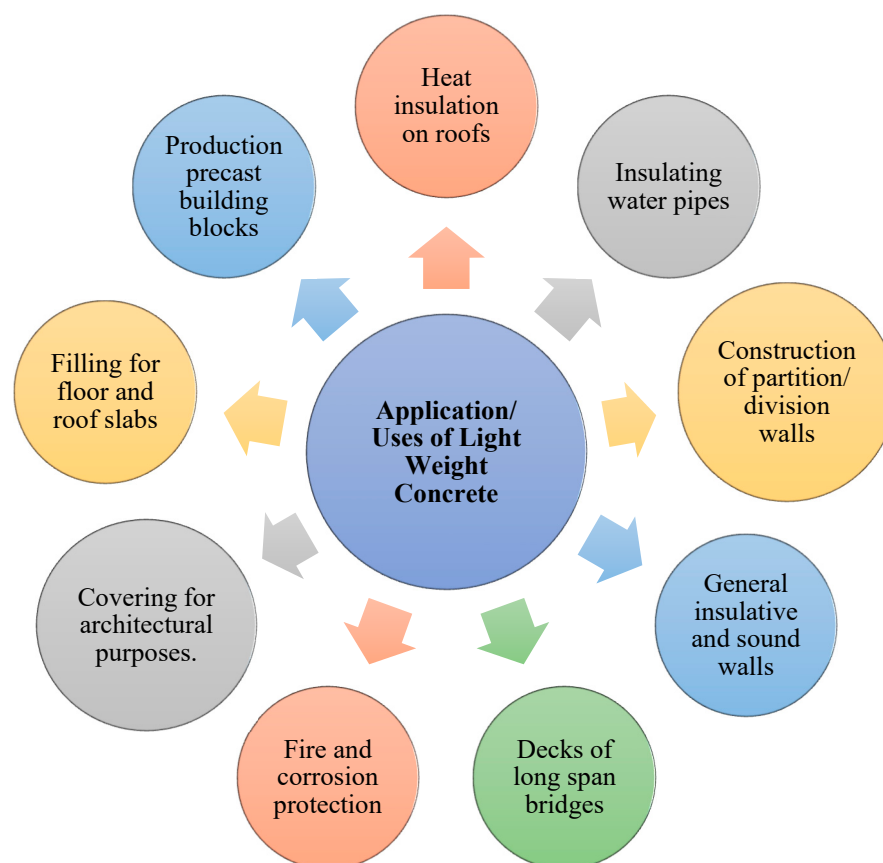 Heat
insulation
on roofs
Insulating
water pipes
Construction
of partition/
division
walls
General
insulative
and sound
walls
Decks of
long span
bridges
Fire and
corrosion
protection
Covering for
architectural
purposes.
Filling for
floor and
roof slabs
Production
precast
building
blocks
Application/
Uses of Light
Weight
Concrete